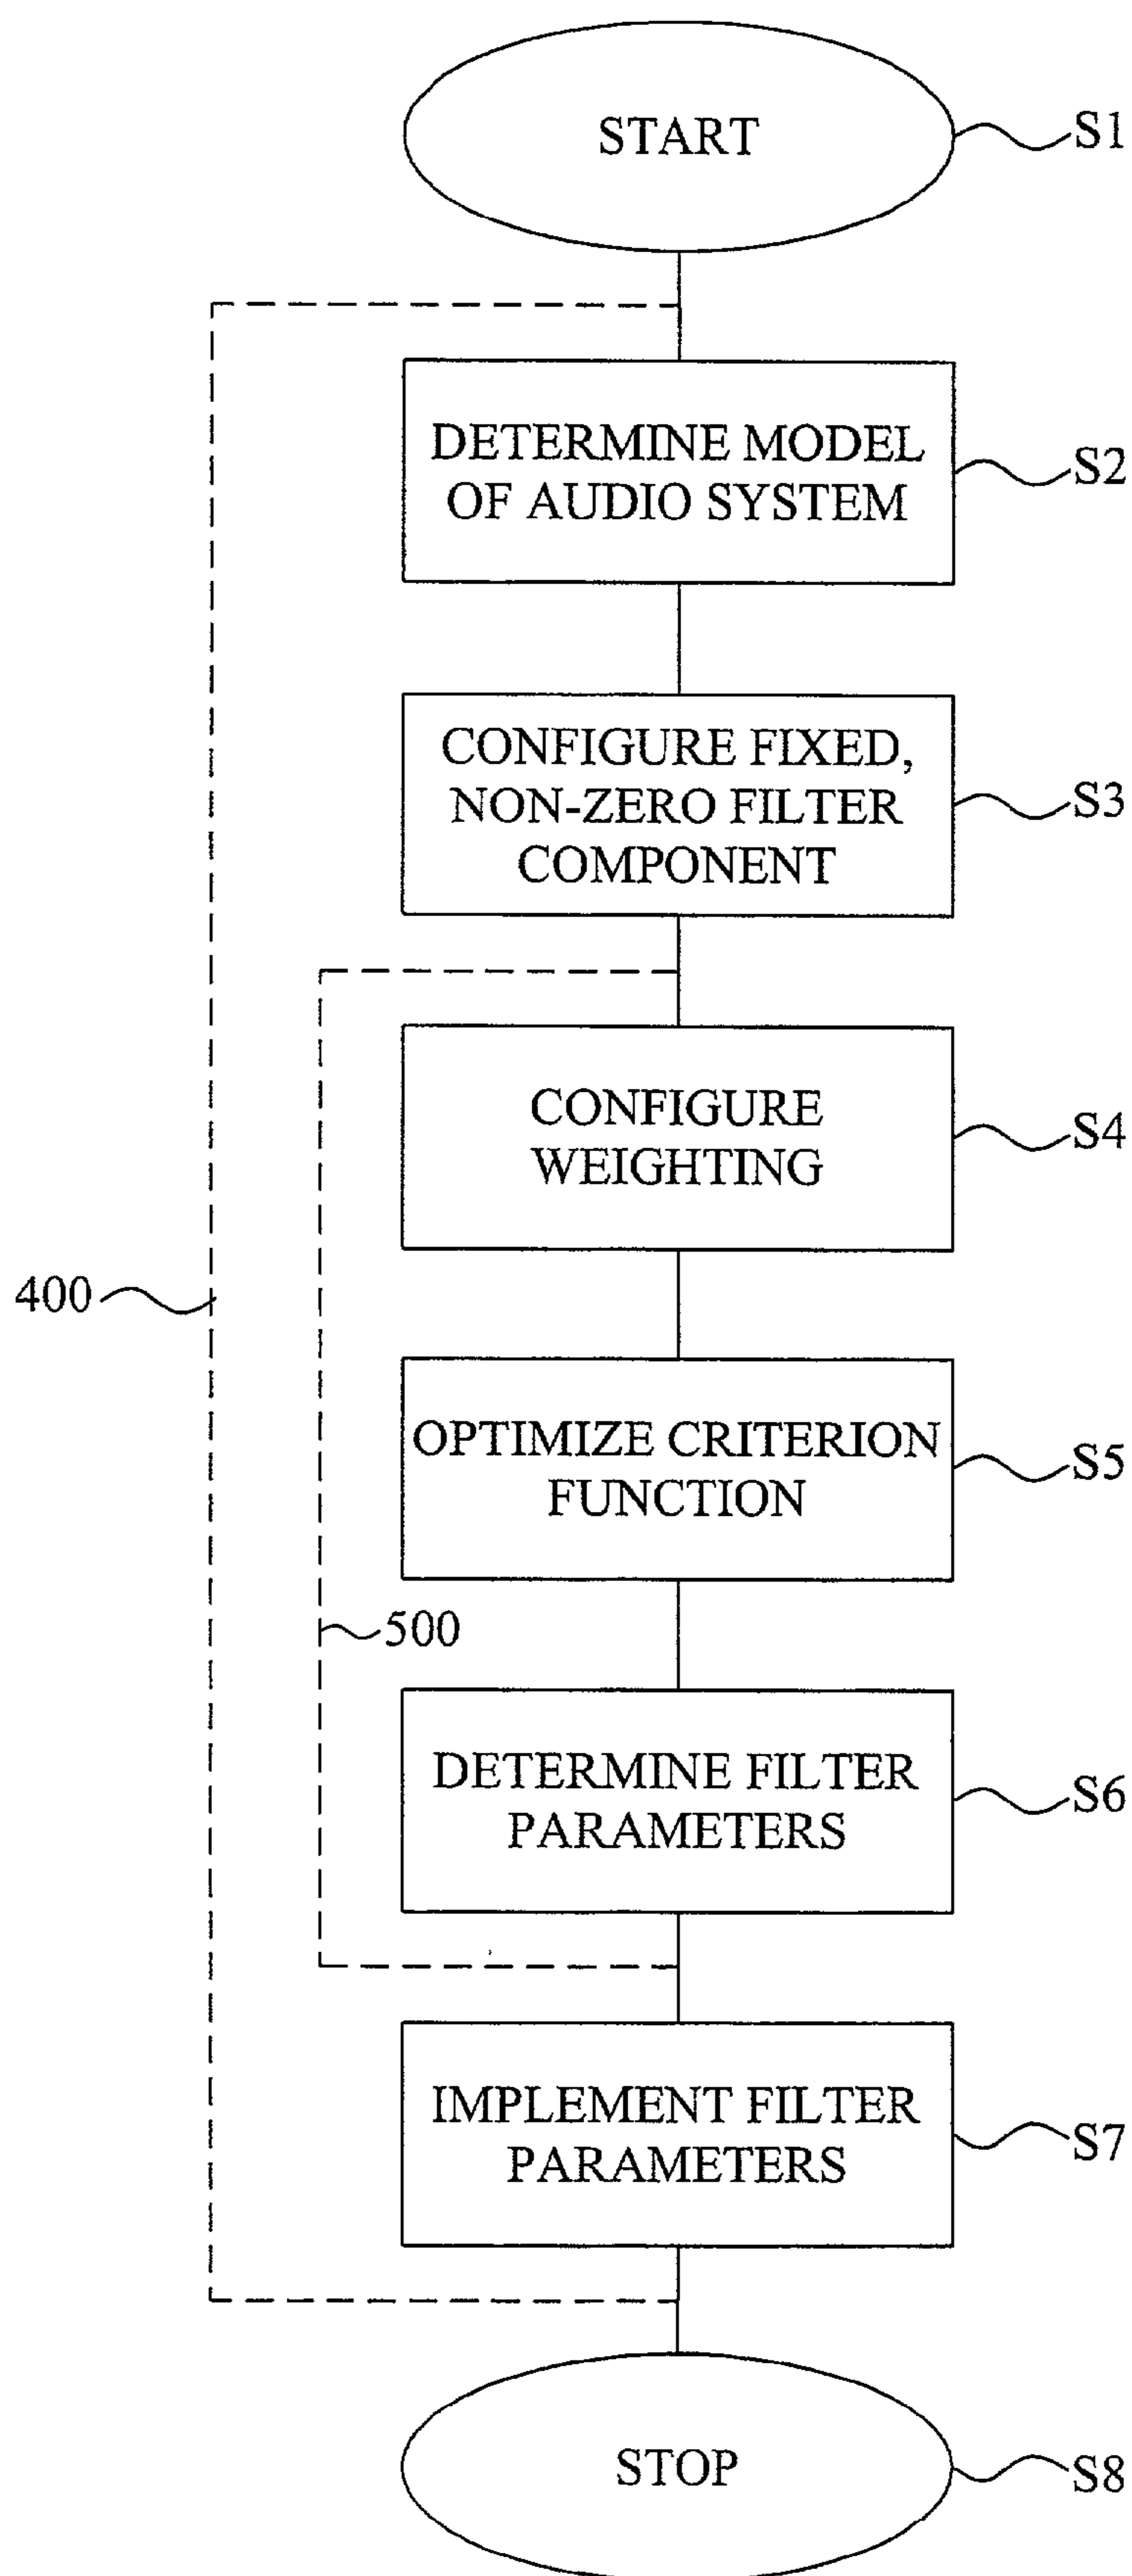 START
S1
DETERMINE MODEL
OF AUDIO SYSTEM
S2
CONFIGURE FIXED,
NON-ZERO FILTER
COMPONENT
S3
CONFIGURE
WEIGHTING
S4
400
OPTIMIZE CRITERION
FUNCTION
S5
500
DETERMINE FILTER
PARAMETERS
S6
IMPLEMENT FILTER
PARAMETERS
S7
STOP
S8